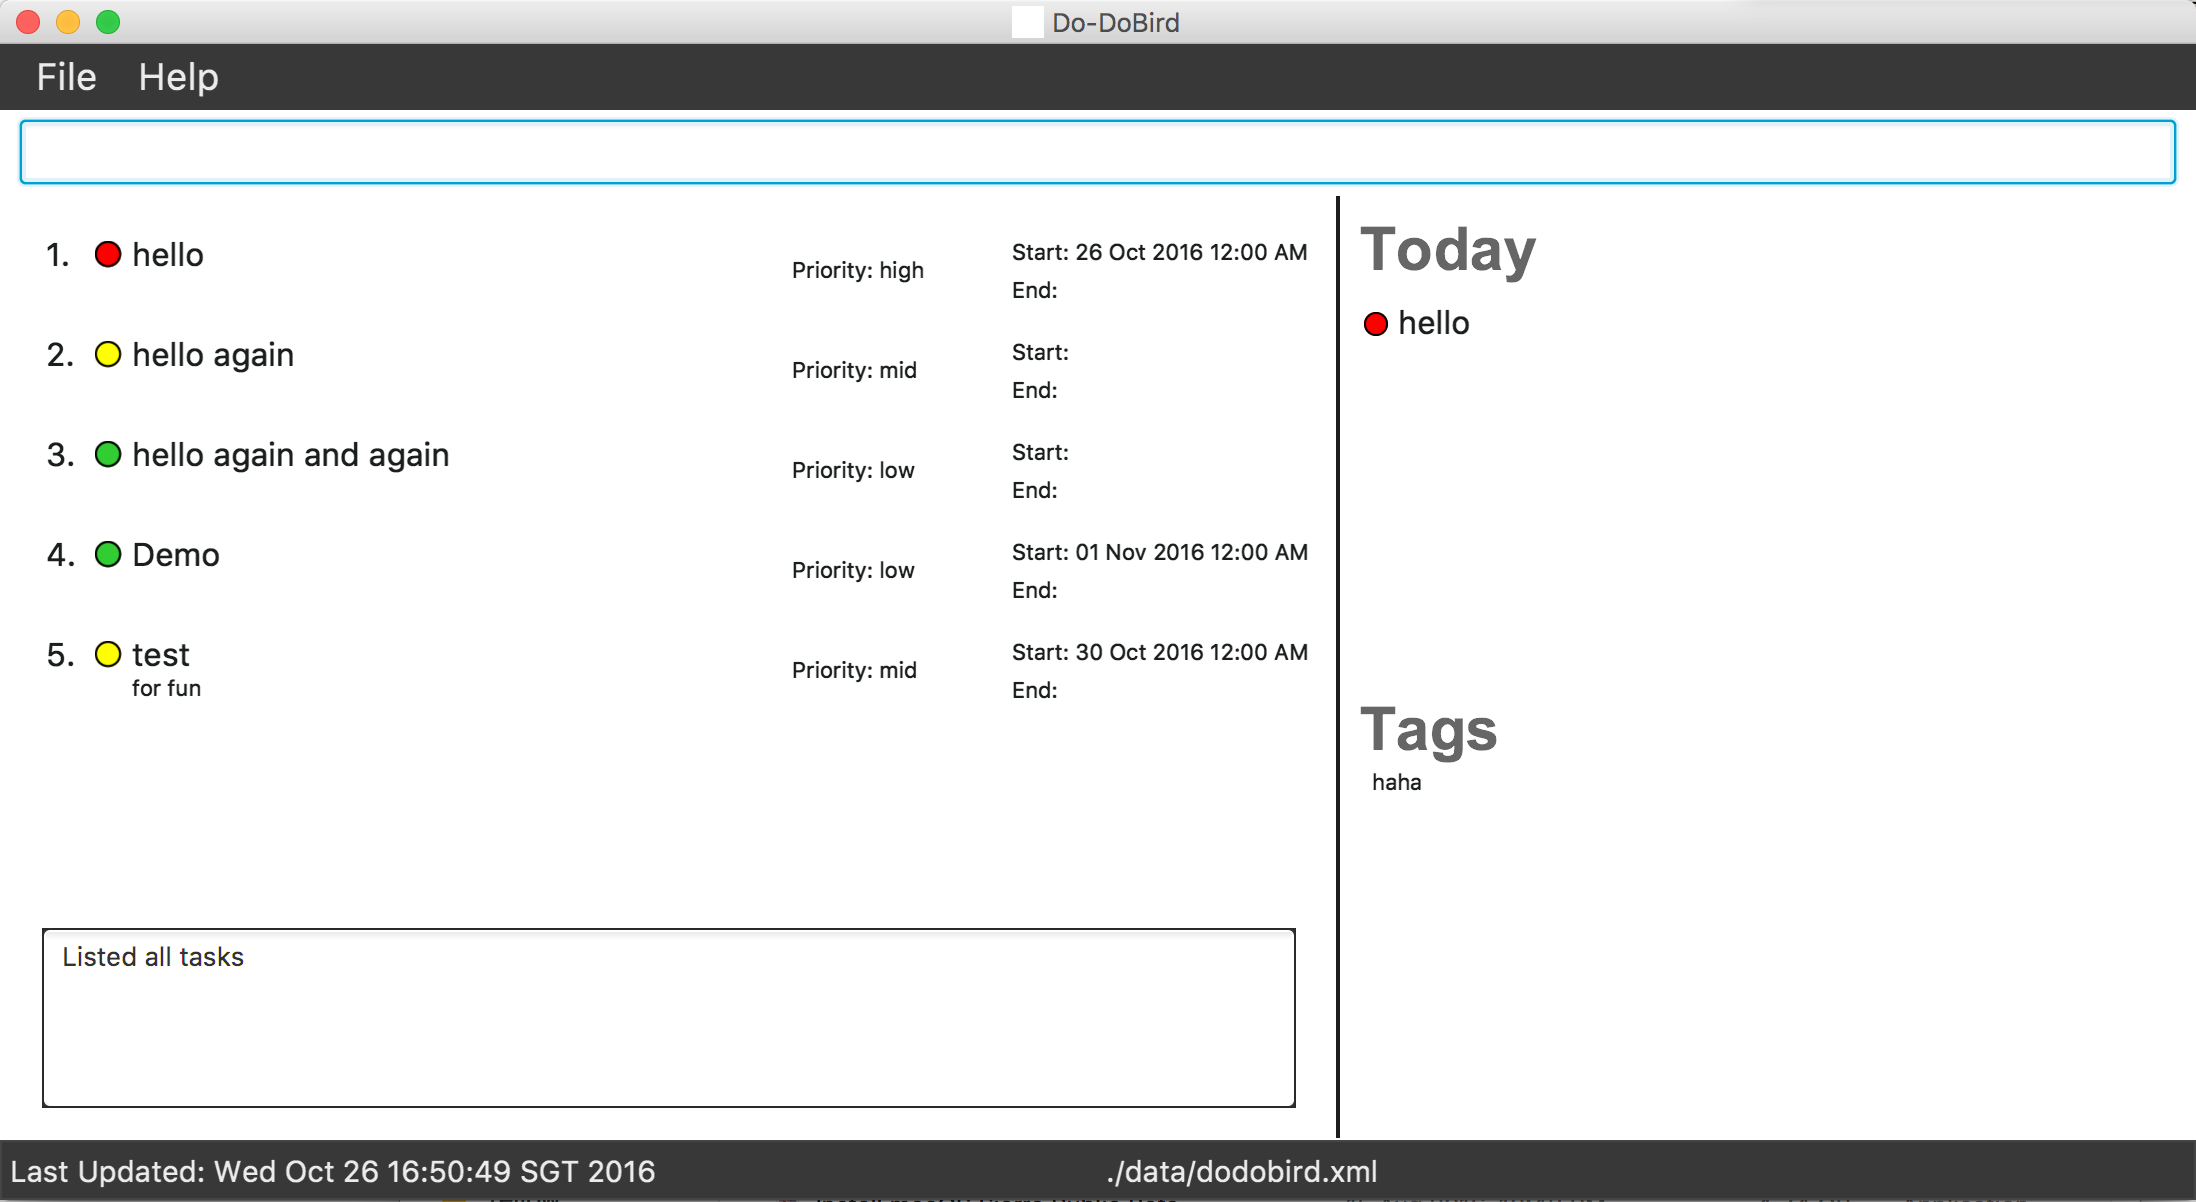 Do-DoBird
File Help
1. hello
Priority: high
Start: 26 Oct 2016 12:00 AM
End:
2. hello again
Priority: mid
Start:
End:
3. hello again and again
Priority: low
Start:
End:
4. Demo
Priority: low
Start: 01 Nov 2016 12:00 AM
End:
5. test
for fun
Priority: mid
Start: 30 Oct 2016 12:00 AM
End:
Today
hello
Tags
haha
Listed all tasks
Last Updated: Wed Oct 26 16:50:49 SGT 2016
./data/dodobird.xml